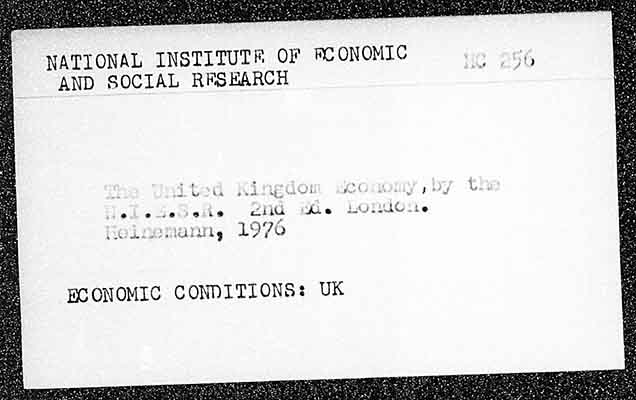 NATIONAL INSTITUTE OF ECONOMIC
AND SOCIAL RESEARCH
HC 256
The United Kingdom Economy,by the
N.I.E.S.R. 2nd Ed. London.
Heinemann, 1976
ECONOMIC CONDITIONS: UK